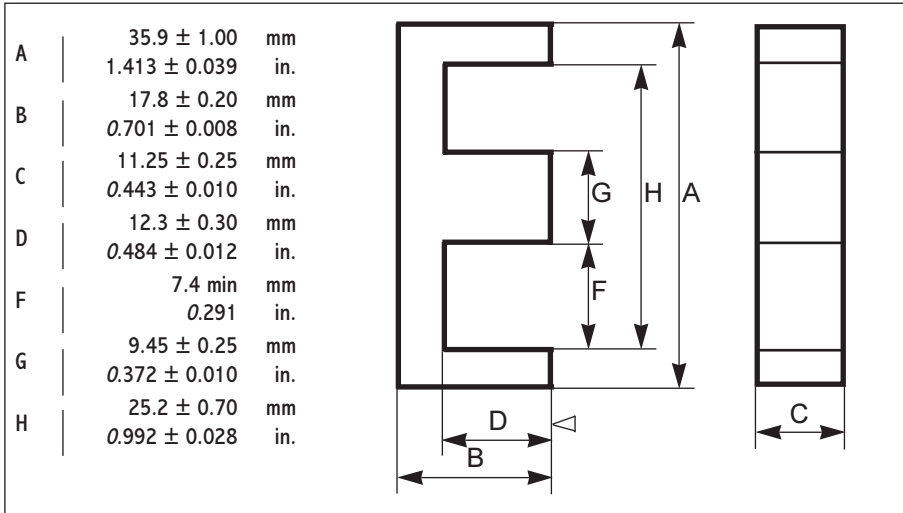 A 35.9 ± 1.00 mm
1.413 ± 0.039 in.
B 17.8 ± 0.20 mm
0.701 ± 0.008 in.
C 11.25 ± 0.25 mm
0.443 ± 0.010 in.
D 12.3 ± 0.30 mm
0.484 ± 0.012 in.
F 7.4 min mm
0.291 in.
G 9.45 ± 0.25 mm
0.372 ± 0.010 in.
H 25.2 ± 0.70 mm
0.992 ± 0.028 in.
G H A
F
D
B
C